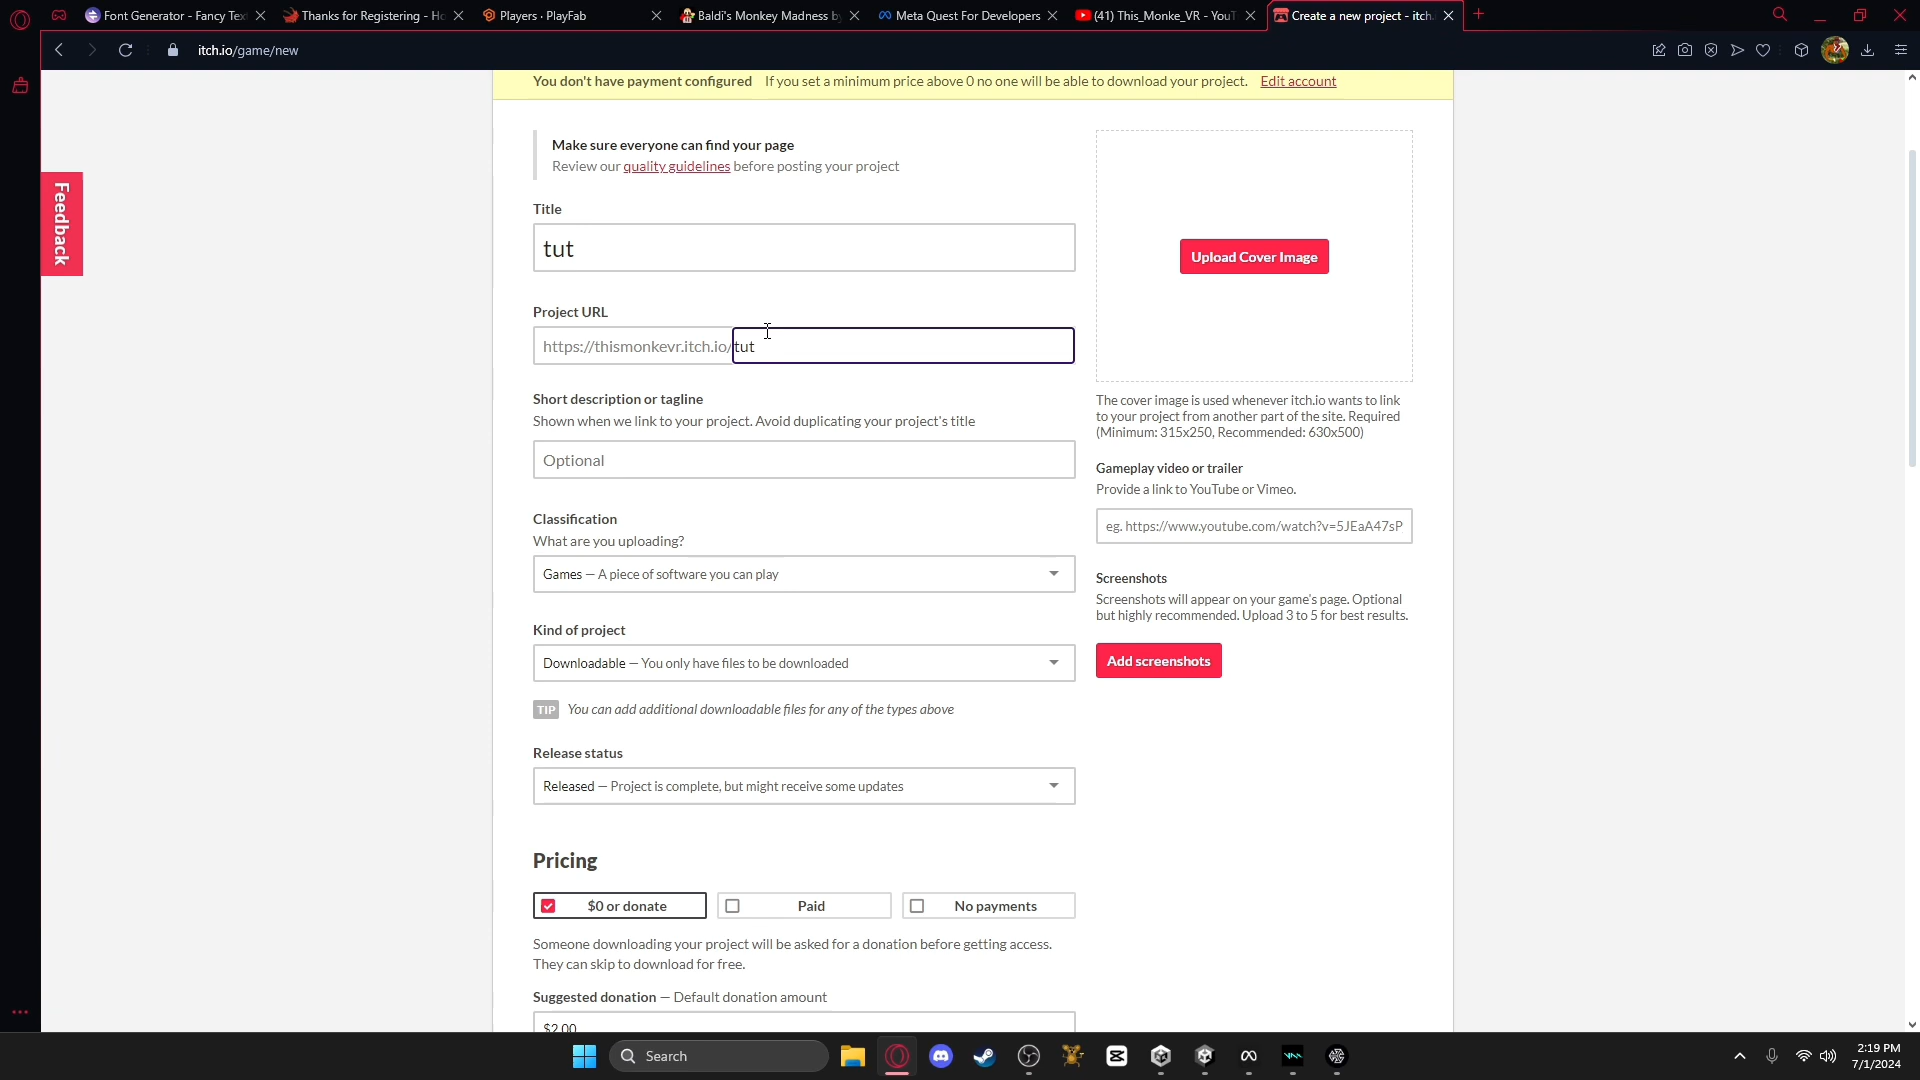 Font Generator - Fancy Tex
Thanks for Registering - Ho
Players · PlayFab
Baldi's Monkey Madness by
Meta Quest For Developers
(41) This_Monke_VR - YouT
Create a new project - itch.
itch.io/game/new
You don't have payment configured If you set a minimum price above 0 no one will be able to download your project. Edit account
Feedback
Make sure everyone can find your page
Review our quality guidelines before posting your project
Title
tut
Project URL
https://thismonkevr.itch.io/tut
Short description or tagline
Shown when we link to your project. Avoid duplicating your project's title
Optional
Classification
What are you uploading?
Games — A piece of software you can play
Kind of project
Downloadable — You only have files to be downloaded
TIP You can add additional downloadable files for any of the types above
Release status
Released — Project is complete, but might receive some updates
Pricing
$0 or donate
Paid
No payments
Someone downloading your project will be asked for a donation before getting access.
They can skip to download for free.
Suggested donation — Default donation amount
$2.00
Upload Cover Image
The cover image is used whenever itch.io wants to link
to your project from another part of the site. Required
(Minimum: 315x250, Recommended: 630x500)
Gameplay video or trailer
Provide a link to YouTube or Vimeo.
eg. https://www.youtube.com/watch?v=5JEaA47sP
Screenshots
Screenshots will appear on your game's page. Optional
but highly recommended. Upload 3 to 5 for best results.
Add screenshots
Search
2:19 PM
7/1/2024